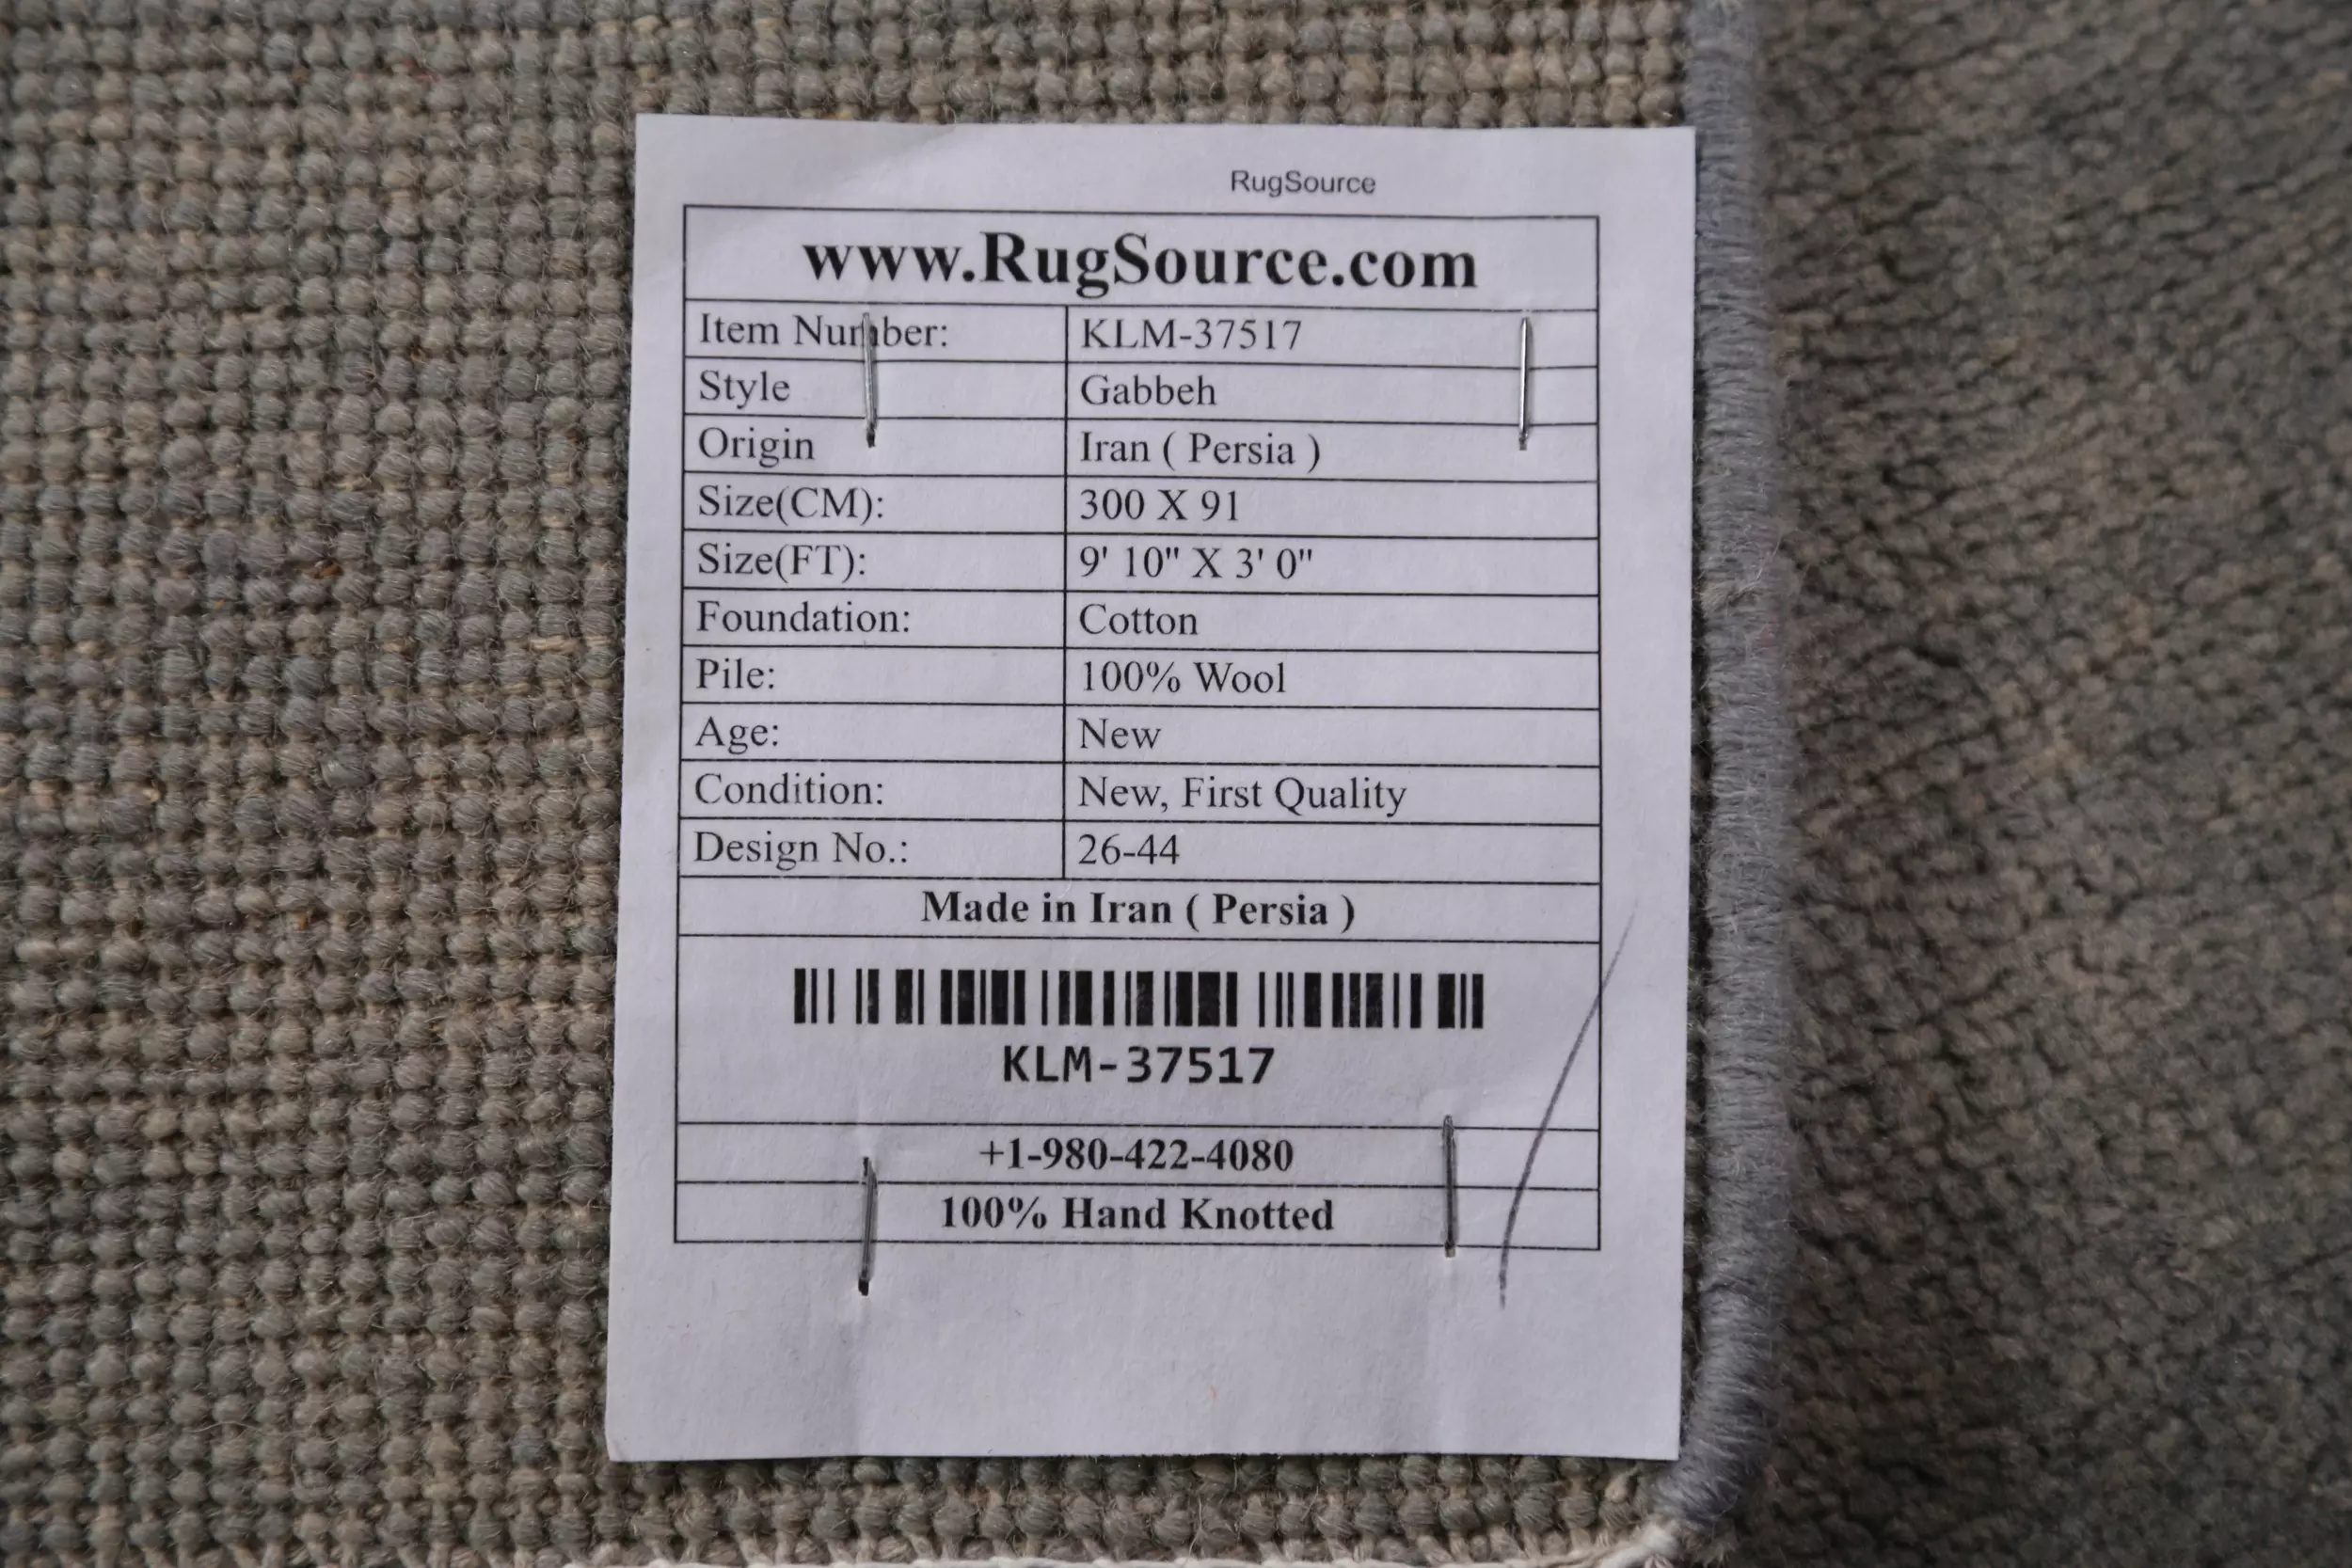 RugSource
www.RugSource.com
Item Number: KLM-37517
Style Gabbeh
Origin Iran ( Persia )
Size(CM): 300 X 91
Size(FT): 9' 10" X 3' 0"
Foundation: Cotton
Pile: 100% Wool
Age: New
Condition: New, First Quality
Design No.: 26-44
Made in Iran ( Persia )
KLM-37517
+1-980-422-4080
100% Hand Knotted